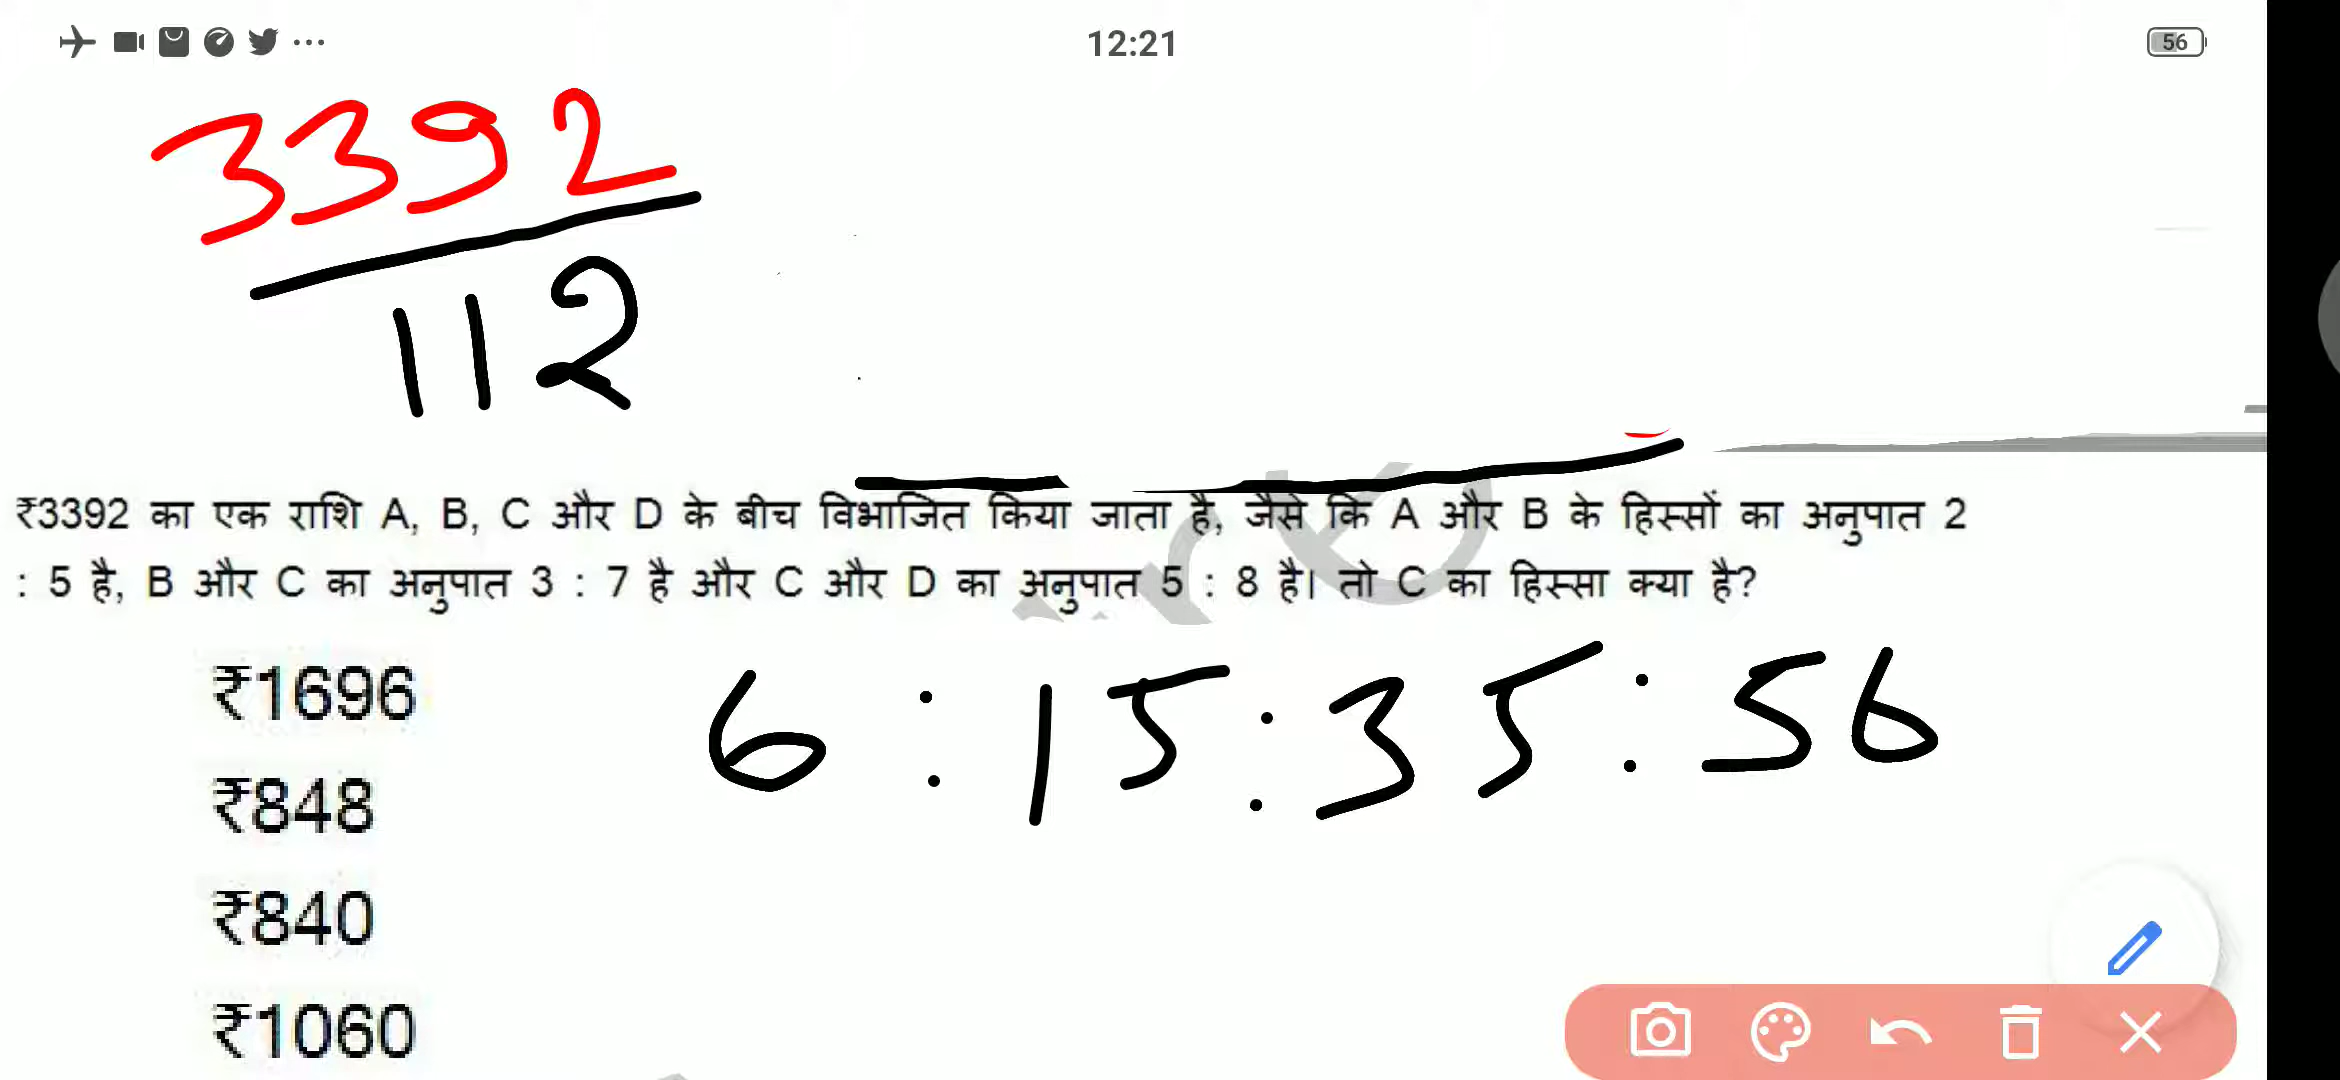 12:21
56
3392
112
₹3392 का एक राशि A, B, C और D के बीच विभाजित किया जाता है, जैसे कि A और B के हिस्सों का अनुपात 2
: 5 है, B और C का अनुपात 3 : 7 है और C और D का अनुपात 5 : 8 है। तो C का हिस्सा क्या है?
6 : 15 : 35 : 56
₹1696
₹848
₹840
₹1060